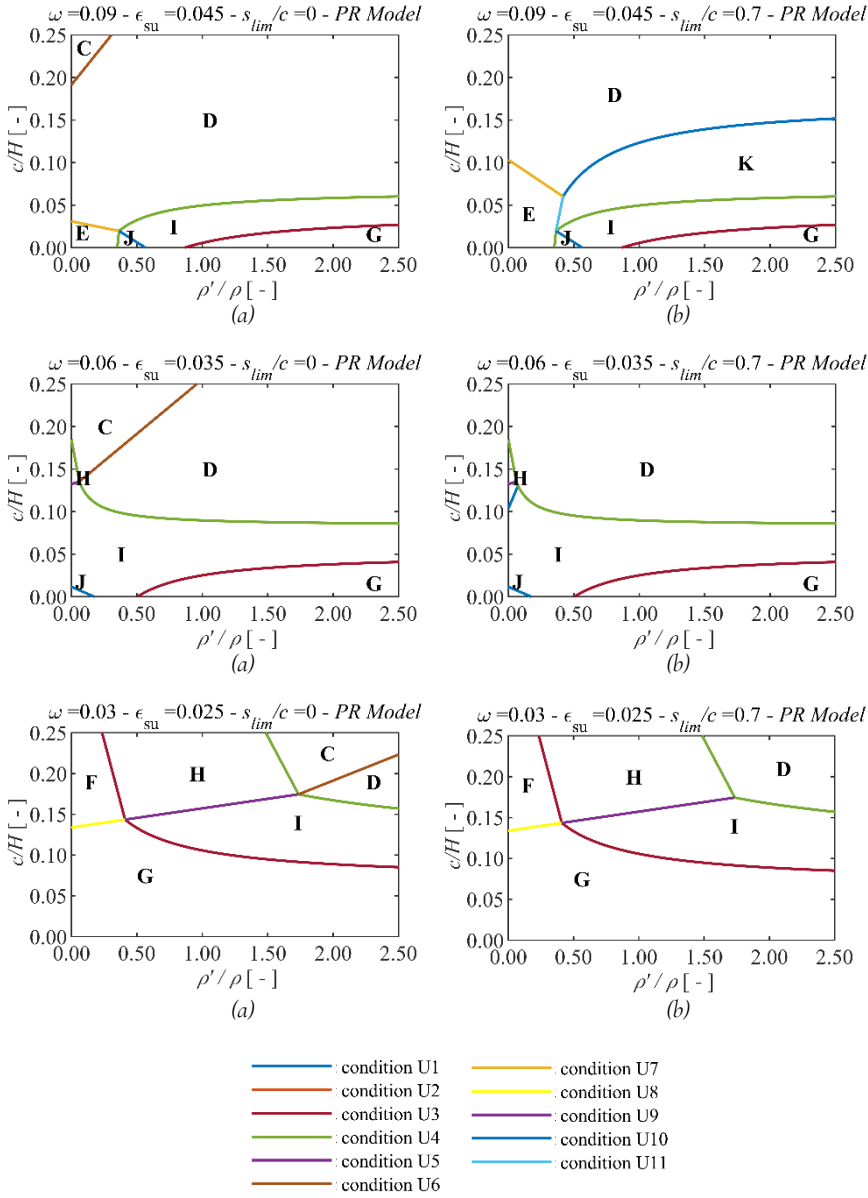 ω =0.09 - ϵsu =0.045 - slim/c =0 - PR Model
c/H [ - ]
0.25
0.20
0.15
0.10
0.05
0.00
C
D
E
J
I
G
0.00 0.50 1.00 1.50 2.00 2.50
ρ' / ρ [ - ]
(a)
ω =0.09 - ϵsu =0.045 - slim/c =0.7 - PR Model
c/H [ - ]
0.25
0.20
0.15
0.10
0.05
0.00
D
K
E
J
I
G
0.00 0.50 1.00 1.50 2.00 2.50
ρ' / ρ [ - ]
(b)
ω =0.06 - ϵsu =0.035 - slim/c =0 - PR Model
c/H [ - ]
0.25
0.20
0.15
0.10
0.05
0.00
C
H
D
I
J
G
0.00 0.50 1.00 1.50 2.00 2.50
ρ' / ρ [ - ]
(a)
ω =0.06 - ϵsu =0.035 - slim/c =0.7 - PR Model
c/H [ - ]
0.25
0.20
0.15
0.10
0.05
0.00
H
D
I
J
G
0.00 0.50 1.00 1.50 2.00 2.50
ρ' / ρ [ - ]
(b)
ω =0.03 - ϵsu =0.025 - slim/c =0 - PR Model
c/H [ - ]
0.25
0.20
0.15
0.10
0.05
0.00
F
H
C
D
I
G
0.00 0.50 1.00 1.50 2.00 2.50
ρ' / ρ [ - ]
(a)
ω =0.03 - ϵsu =0.025 - slim/c =0.7 - PR Model
c/H [ - ]
0.25
0.20
0.15
0.10
0.05
0.00
F
H
D
I
G
0.00 0.50 1.00 1.50 2.00 2.50
ρ' / ρ [ - ]
(b)
: condition U1
: condition U2
: condition U3
: condition U4
: condition U5
: condition U6
: condition U7
: condition U8
: condition U9
: condition U10
: condition U11